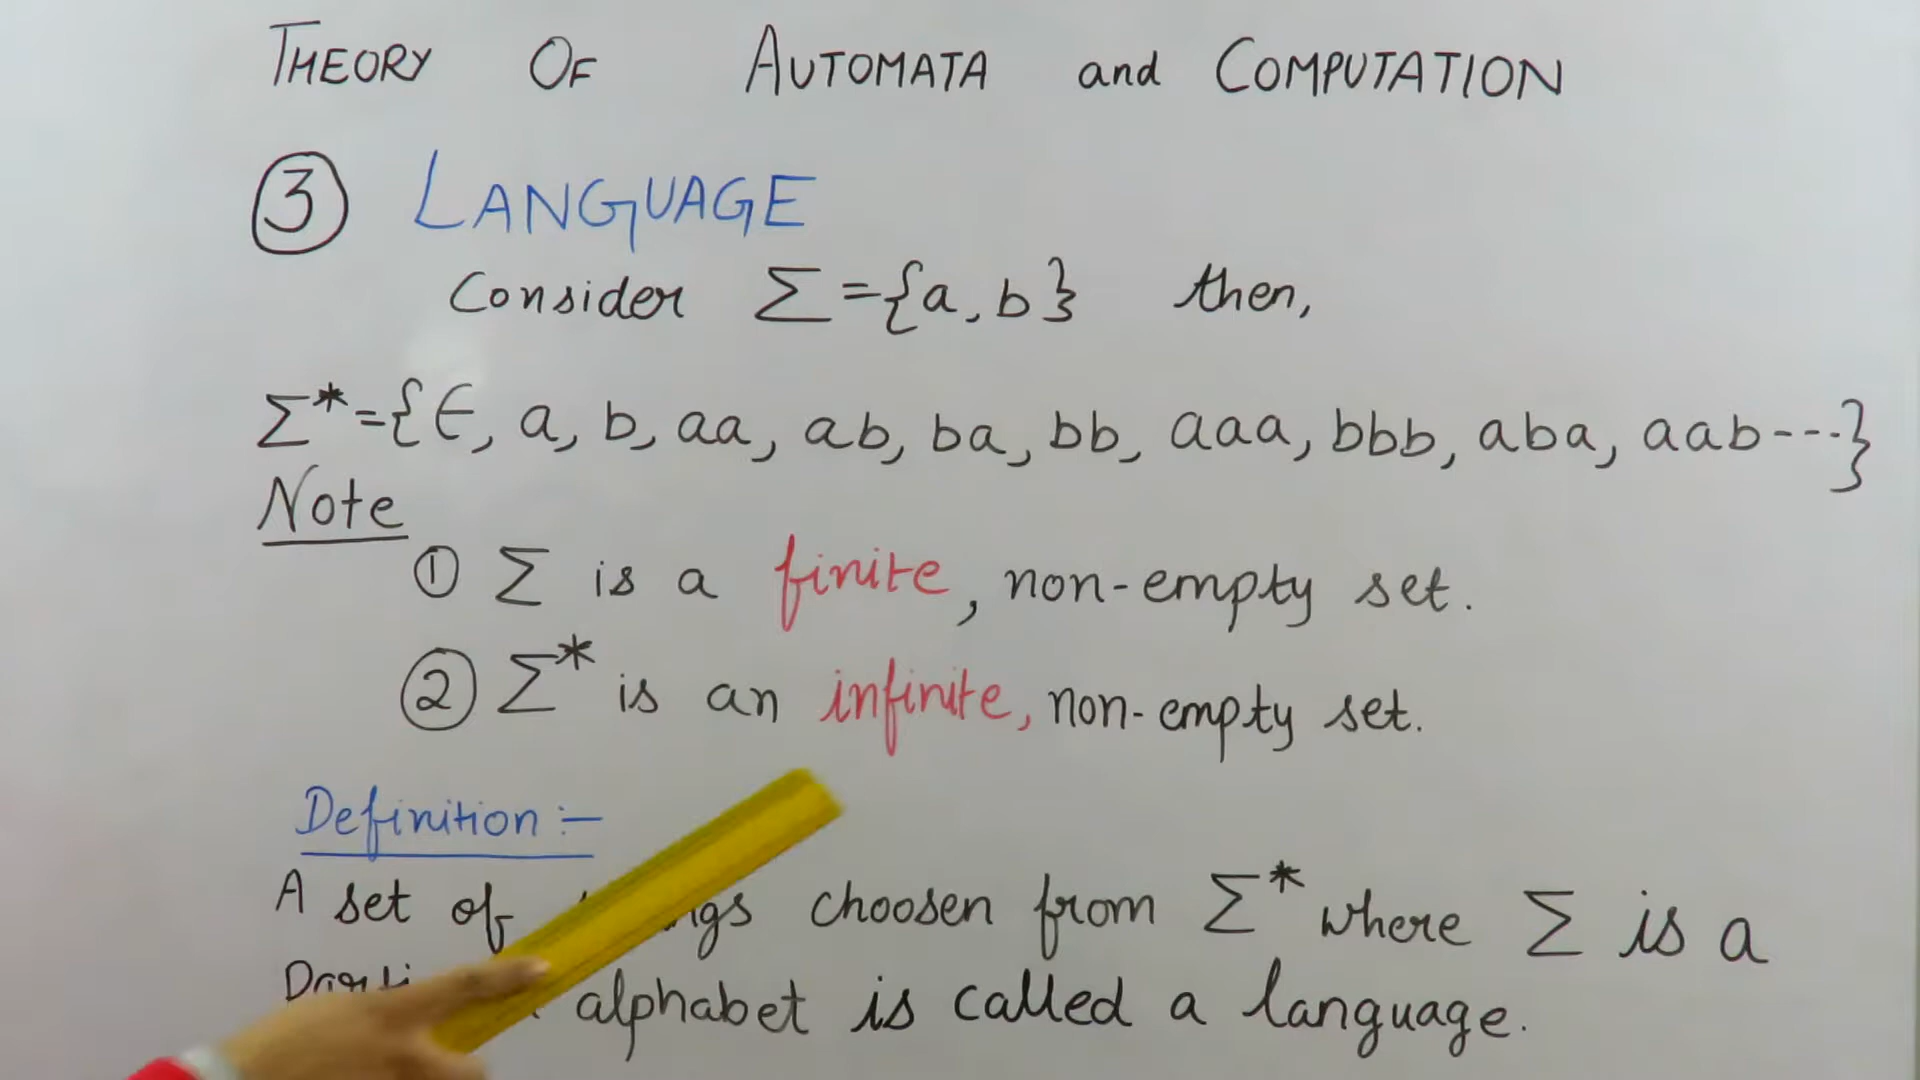 THEORY OF AUTOMATA and COMPUTATION
③ LANGUAGE
Consider Σ={a,b} then,
Σ*={∈, a, b, aa, ab, ba, bb, aaa, bbb, aba, aab---}
Note
① Σ is a finite, non-empty set.
② Σ* is an infinite, non-empty set.
Definition :-
A set of choosen from Σ* where Σ is a
alphabet is called a language.